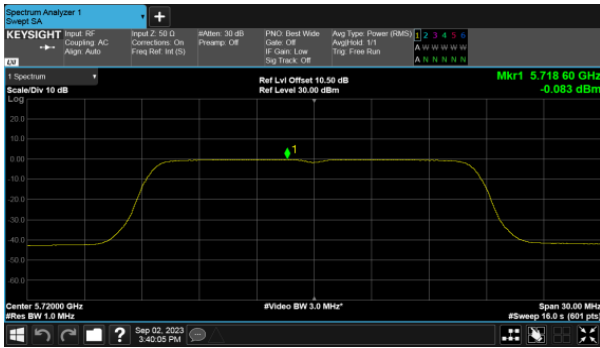 Spectrum Analyzer 1
Swept SA
KEYSIGHT Input: RF Input Z: 50 Ω #Atten: 30 dB PNO: Best Wide Avg Type: Power (RMS) 1 2 3 4 5 6
Coupling: AC Corrections: On Preamp: Off Gate: Off Avg|Hold: 1/1 A W W W W W
Align: Auto Freq Ref: Int (S) IF Gain: Low Trig: Free Run
Sig Track: Off A N N N N N
1 Spectrum Ref Lvl Offset 10.50 dB Mkr1 5.718 60 GHz
Scale/Div 10 dB Ref Level 30.00 dBm -0.083 dBm
Log
20.0
10.0
0.00
1
-10.0
-20.0
-30.0
-40.0
-50.0
-60.0
Center 5.72000 GHz #Video BW 3.0 MHz* Span 30.00 MHz
#Res BW 1.0 MHz #Sweep 16.0 s (601 pts)
? Sep 02, 2023
3:40:05 PM